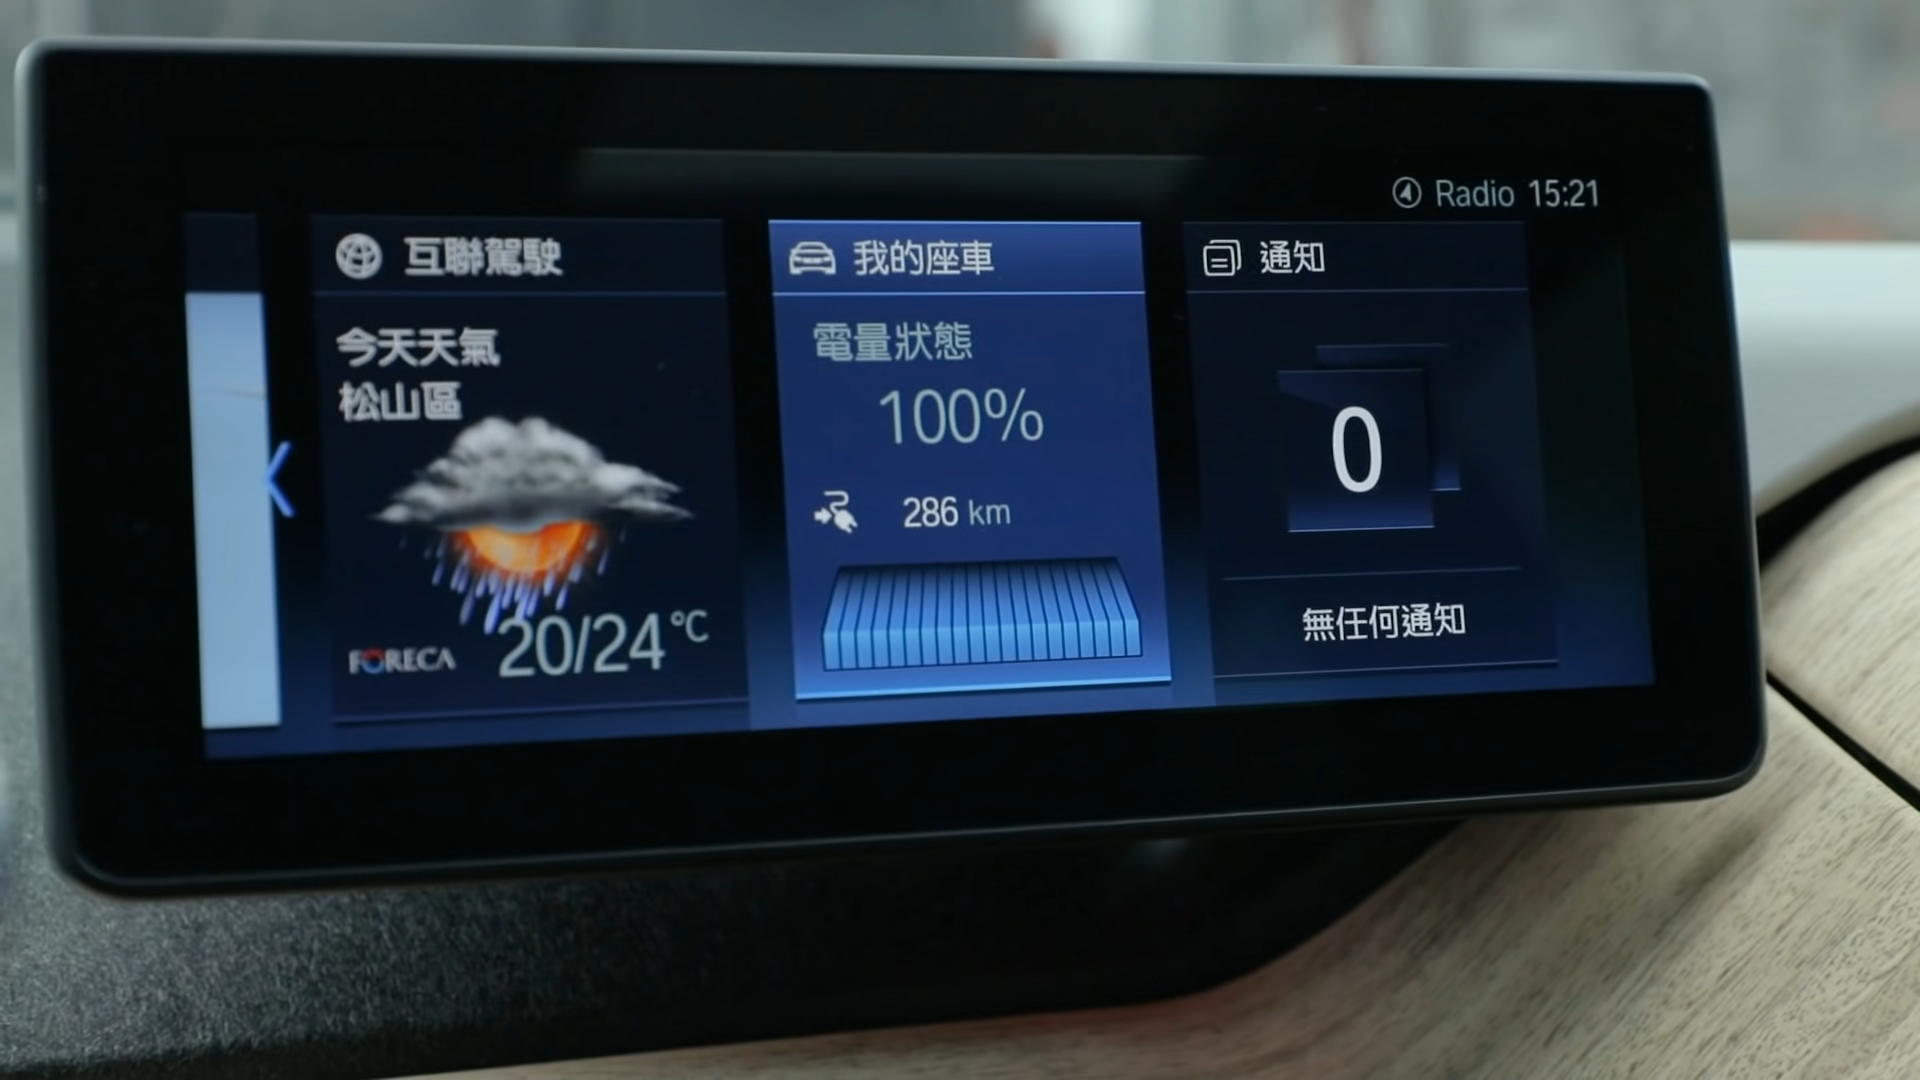 Radio 15:21
互聯駕駛
今天天氣
松山區
FORECA
20/24°C
我的座車
電量狀態
100%
286 km
通知
0
無任何通知